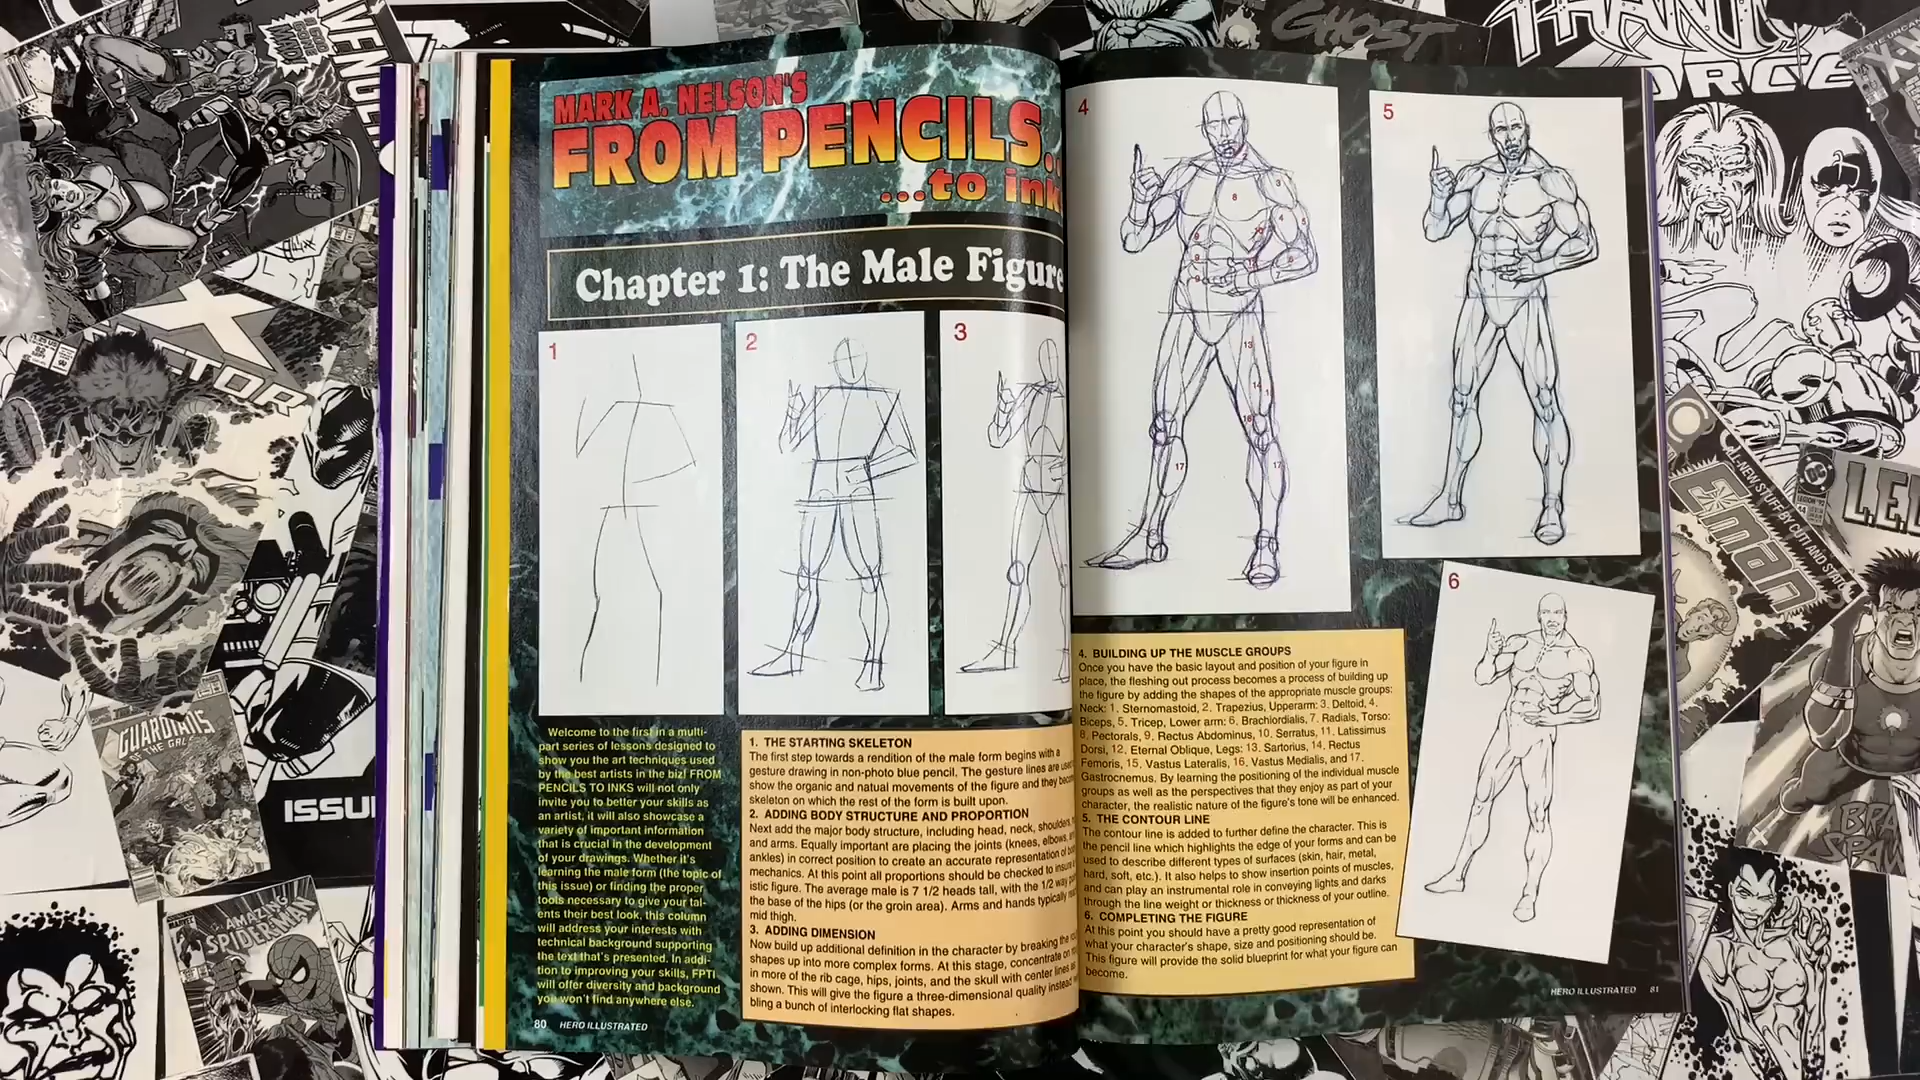 MARK A. NELSON'S
FROM PENCILS..
...to ink
Chapter 1: The Male Figure
1
2
3
Welcome to the first in a multi-
part series of lessons designed to
show you the art techniques used
by the best artists in the biz! FROM
PENCILS TO INKS will not only
invite you to better your skills as
an artist, it will also showcase a
variety of important information
that is crucial in the development
of your drawings. Whether it's
learning the male form (the topic of
this issue) or finding the proper
tools necessary to give your tal-
ents their best look, this column
will address your interests with
technical background supporting
the text that's presented. In addi-
tion to improving your skills, FPTI
will offer diversity and background
you won't find anywhere else.
1. THE STARTING SKELETON
The first step towards a rendition of the male form begins with a
gesture drawing in non-photo blue pencil. The gesture lines are
show the organic and natual movements of the figure and they
skeleton on which the rest of the form is built upon.
2. ADDING BODY STRUCTURE AND PROPORTION
Next add the major body structure, including head, neck, shoulders,
and arms. Equally important are placing the joints (knees, elbows,
ankles) in correct position to create an accurate representation of
mechanics. At this point all proportions should be checked to
istic figure. The average male is 7 1/2 heads tall, with the 1/2 way
the base of the hips (or the groin area). Arms and hands typically
mid thigh.
3. ADDING DIMENSION
Now build up additional definition in the character by breaking the
shapes up into more complex forms. At this stage, concentrate on
in more of the rib cage, hips, joints, and the skull with center lines
shown. This will give the figure a three-dimensional quality instead
bling a bunch of interlocking flat shapes.
80 HERO ILLUSTRATED
4
5
6
4. BUILDING UP THE MUSCLE GROUPS
Once you have the basic layout and position of your figure in
place, the fleshing out process becomes a process of building up
the figure by adding the shapes of the appropriate muscle groups:
Neck: 1. Sternomastoid, 2. Trapezius, Upperarm: 3. Deltoid, 4.
Biceps, 5. Tricep, Lower arm: 6. Brachiordialis, 7. Radials, Torso:
8. Pectorals, 9. Rectus Abdominus, 10. Serratus, 11. Latissimus
Dorsi, 12. Eternal Oblique, Legs: 13. Sartorius, 14. Rectus
Femoris, 15. Vastus Lateralis, 16. Vastus Medialis, and 17.
Gastrocnemus. By learning the positioning of the individual muscle
groups as well as the perspectives that they enjoy as part of your
character, the realistic nature of the figure's tone will be enhanced.
5. THE CONTOUR LINE
The contour line is added to further define the character. This is
the pencil line which highlights the edge of your forms and can be
used to describe different types of surfaces (skin, hair, metal,
hard, soft, etc.). It also helps to show insertion points of muscles,
and can play an instrumental role in conveying lights and darks
through the line weight or thickness or thickness of your outline.
6. COMPLETING THE FIGURE
At this point you should have a pretty good representation of
what your character's shape, size and positioning should be.
This figure will provide the solid blueprint for what your figure can
become.
HERO ILLUSTRATED 81
GUARDIANS
OF THE GAL
AMAZING
SPIDER-MAN
ISSU
GHOST
ORCE
E-man
ALL-NEW STUFF BY CUTI AND STATON